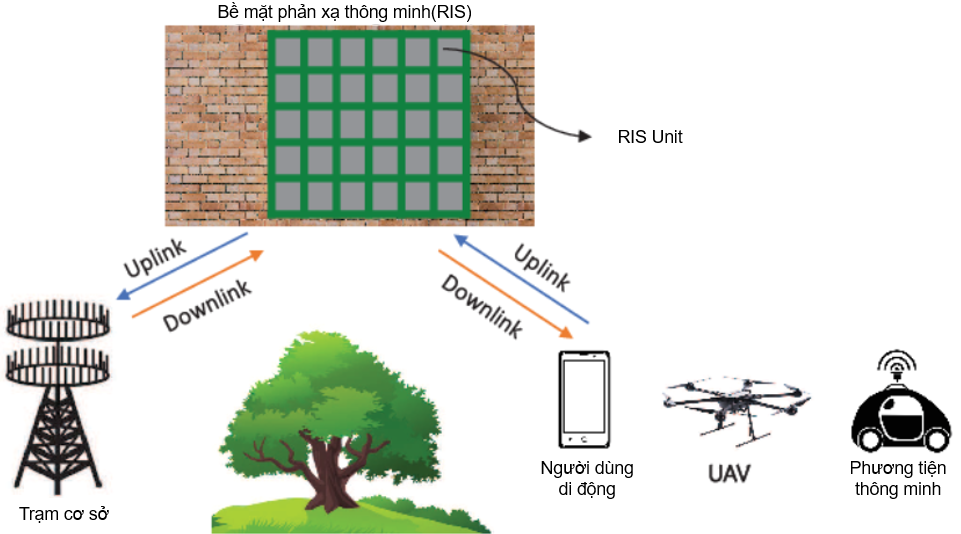 Bề mặt phản xạ thông minh(RIS)
RIS Unit
Uplink
Downlink
Uplink
Downlink
Trạm cơ sở
Người dùng
di động
UAV
Phương tiện
thông minh